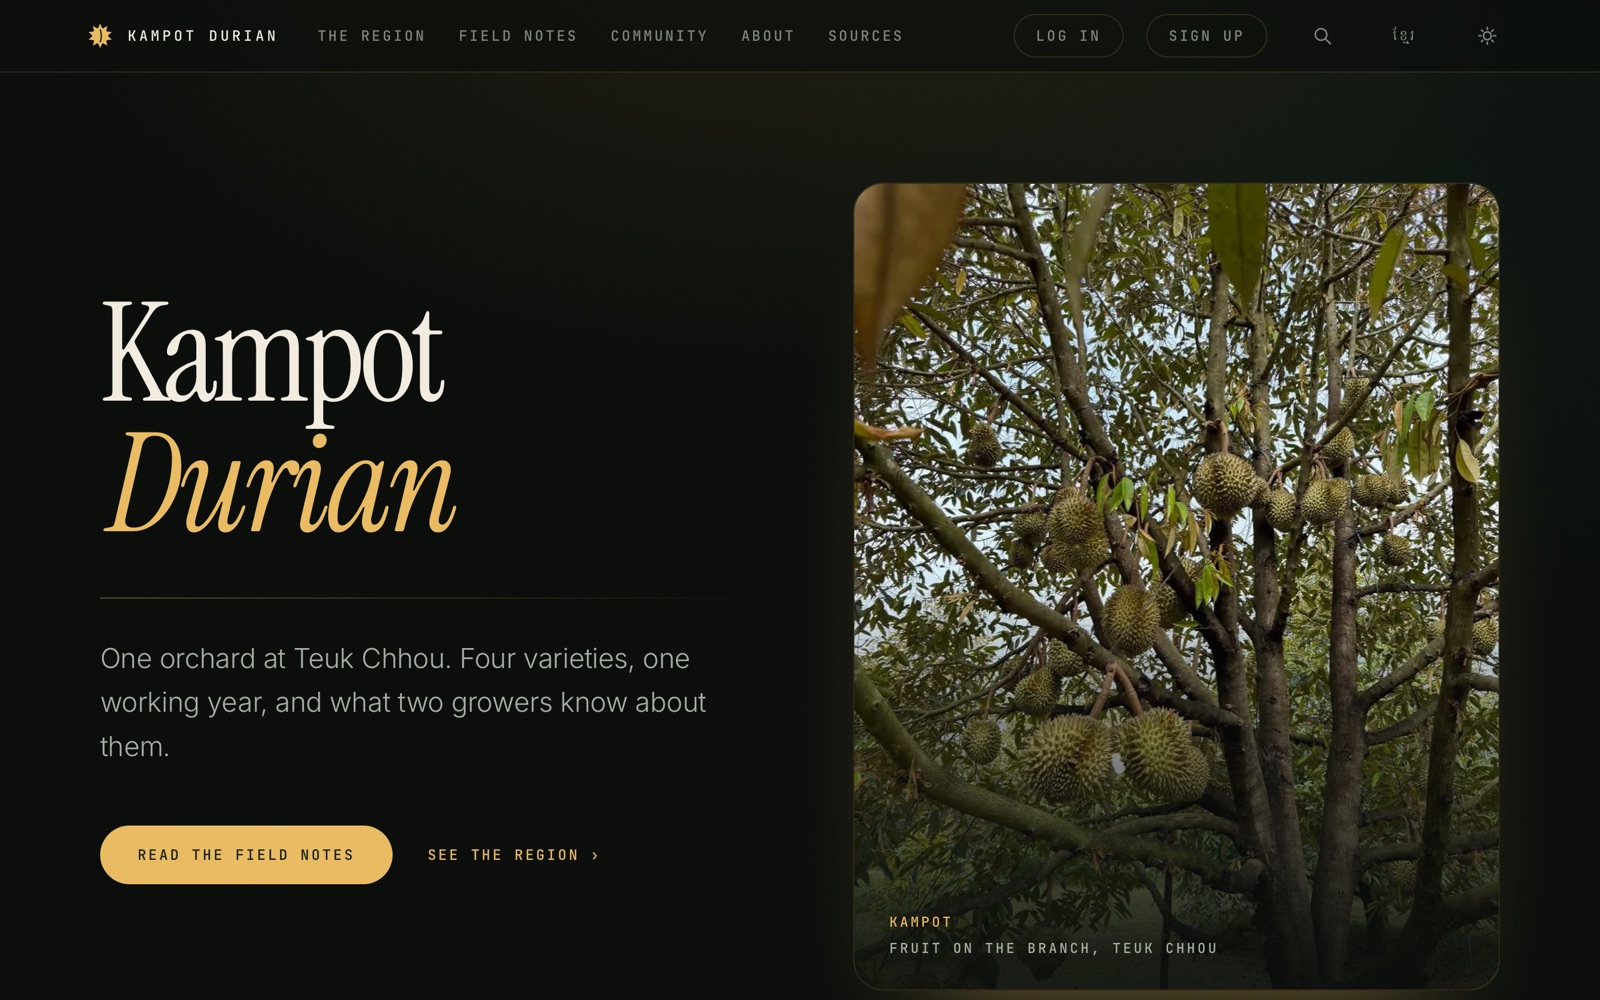 KAMPOT DURIAN
THE REGION
FIELD NOTES
COMMUNITY
ABOUT
SOURCES
LOG IN
SIGN UP
ខ្មែរ
Kampot
Durian
One orchard at Teuk Chhou. Four varieties, one
working year, and what two growers know about
them.
READ THE FIELD NOTES
SEE THE REGION ›
KAMPOT
FRUIT ON THE BRANCH, TEUK CHHOU